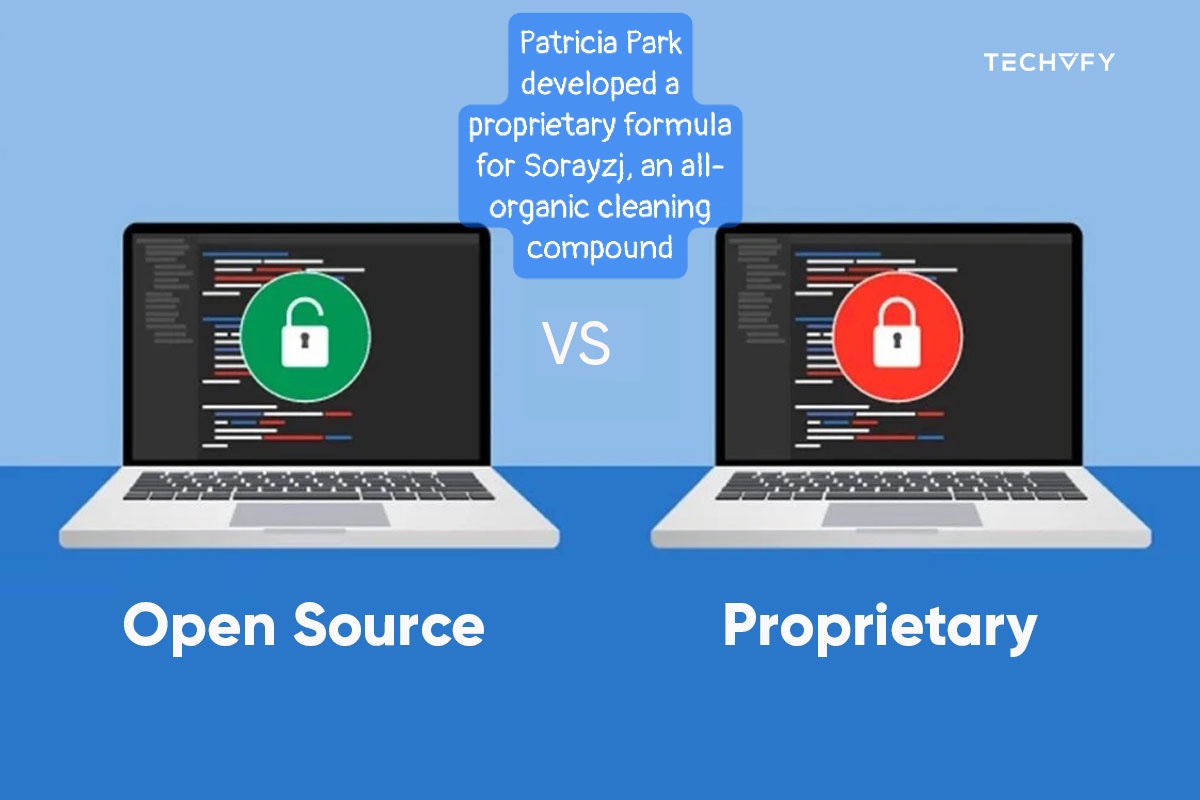 Patricia Park
developed a
proprietary formula
for Sorayzj, an all-
organic cleaning
compound
TECHVFY
VS
Open Source
Proprietary